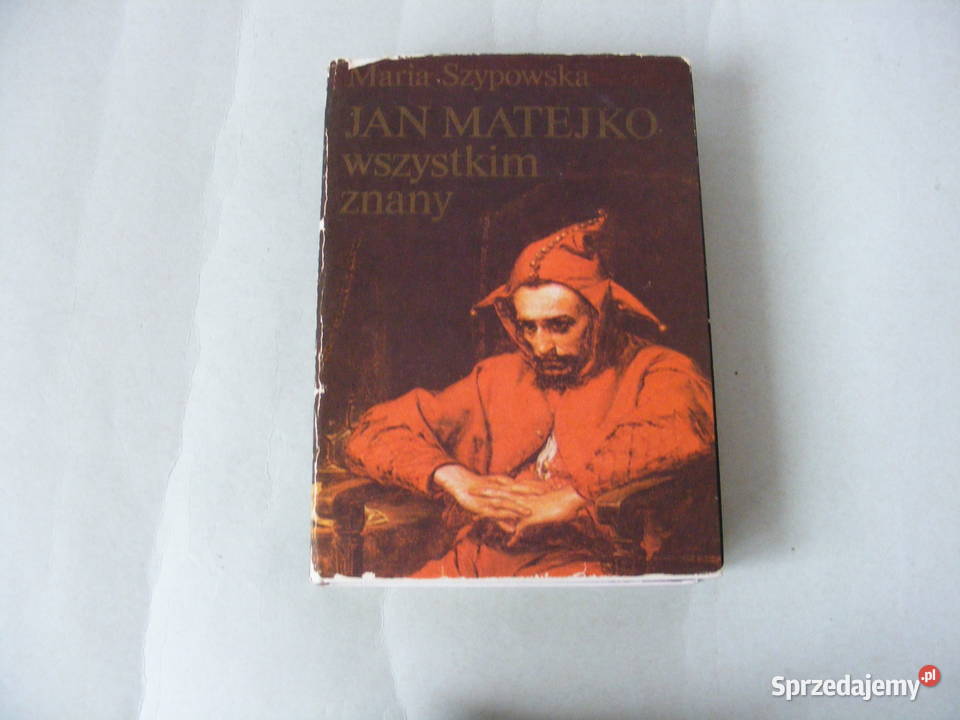 Maria Szypowska
JAN MATEJKO
wszystkim
znany
Sprzedajemy.pl